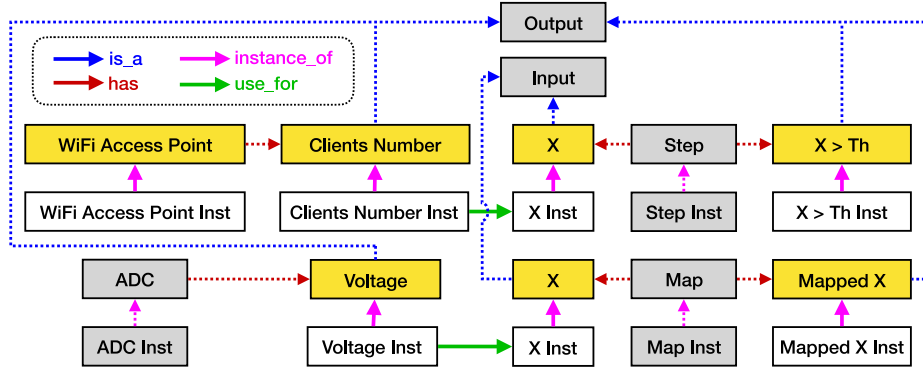 Output
is_a
instance_of
has
use_for
Input
WiFi Access Point
Clients Number
X
Step
X > Th
WiFi Access Point Inst
Clients Number Inst
X Inst
Step Inst
X > Th Inst
ADC
Voltage
X
Map
Mapped X
ADC Inst
Voltage Inst
X Inst
Map Inst
Mapped X Inst